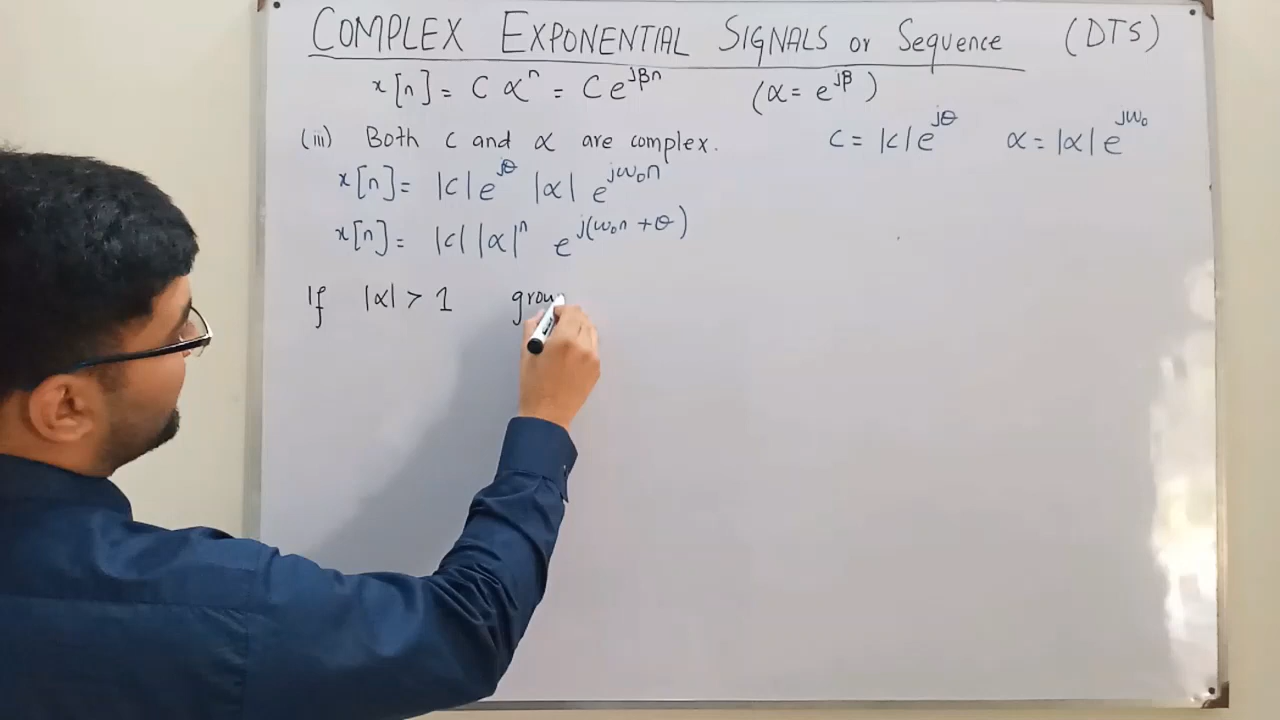 COMPLEX EXPONENTIAL SIGNALS or Sequence (DTS)
x[n] = C α^n = C e^{jβn} (α = e^{jβ})
(iii) Both C and α are complex. C = |C| e^{jθ} α = |α| e^{jω₀}
x[n] = |C| e^{jθ} |α| e^{jω₀n}
x[n] = |C| |α|^n e^{j(ω₀n + θ)}
If |α| > 1 grow